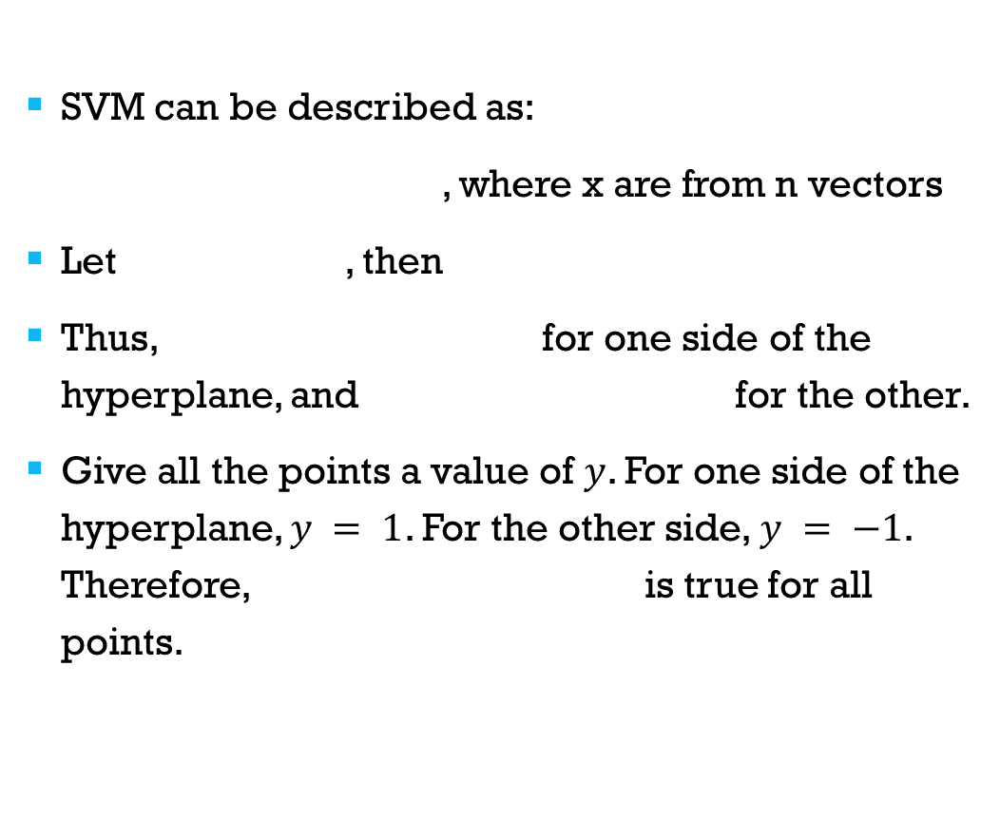 SVM can be described as:
, where x are from n vectors
Let , then
Thus, for one side of the
hyperplane, and for the other.
Give all the points a value of y. For one side of the
hyperplane, y = 1. For the other side, y = −1.
Therefore, is true for all
points.